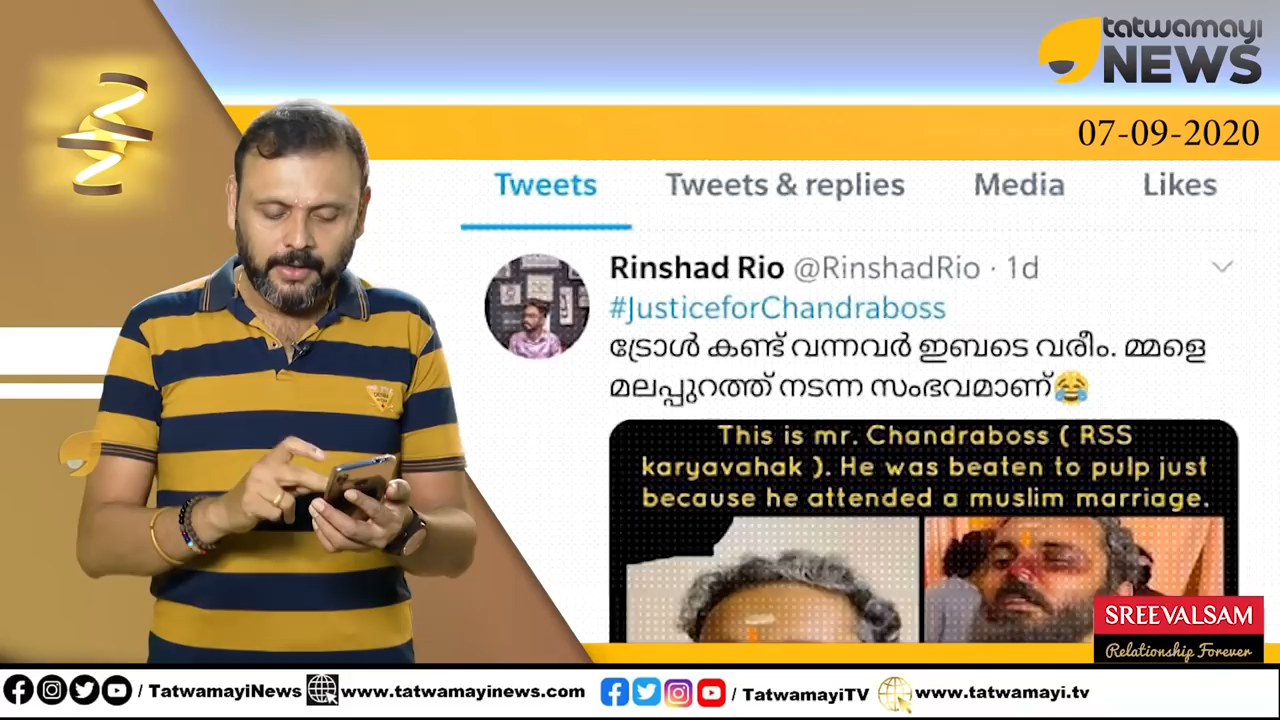 tatwamayi
NEWS
07-09-2020
Tweets Tweets & replies Media Likes
Rinshad Rio @RinshadRio · 1d
#JusticeforChandraboss
ട്രോൾ കണ്ട് വന്നവർ ഇബടെ വരീം. മ്മളെ
മലപ്പുറത്ത് നടന്ന സംഭവമാണ്😂
This is mr. Chandraboss ( RSS
karyavahak ). He was beaten to pulp just
because he attended a muslim marriage.
SREEVALSAM
Relationship Forever
/ TatwamayiNews www.tatwamayinews.com / TatwamayiTV www.tatwamayi.tv